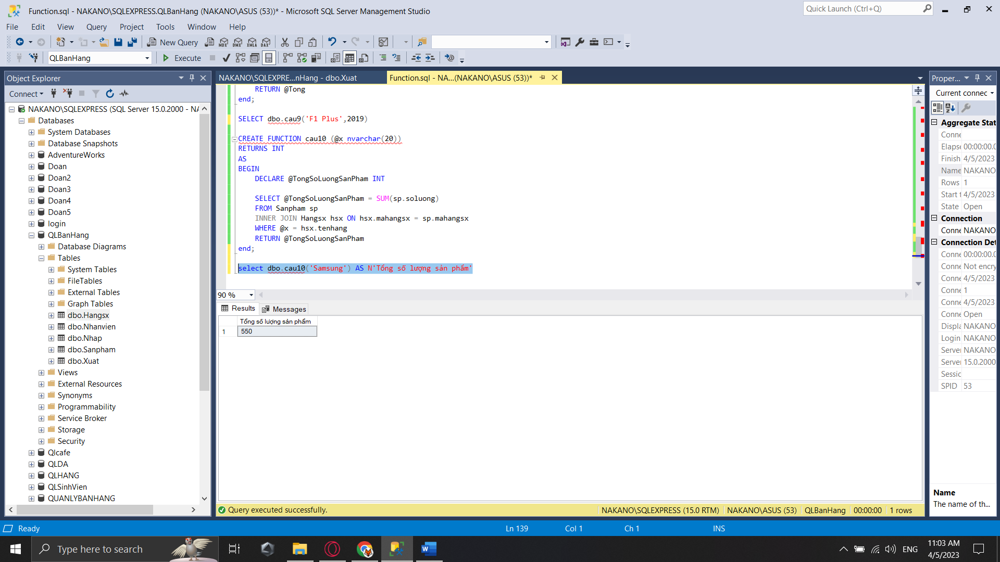 Function.sql - NAKANO\SQLEXPRESS.QLBanHang (NAKANO\ASUS (53))* - Microsoft SQL Server Management Studio
Quick Launch (Ctrl+Q)
File Edit View Query Project Tools Window Help
New Query
MDX DMX XMLA DAX
QLBanHang
Execute
Object Explorer
Connect
NAKANO\SQLEXPRESS (SQL Server 15.0.2000 - NA
Databases
System Databases
Database Snapshots
AdventureWorks
Doan
Doan2
Doan3
Doan4
Doan5
login
QLBanHang
Database Diagrams
Tables
System Tables
FileTables
External Tables
Graph Tables
dbo.Hangsx
dbo.Nhanvien
dbo.Nhap
dbo.Sanpham
dbo.Xuat
Views
External Resources
Synonyms
Programmability
Service Broker
Storage
Security
Qlcafe
QLDA
QLHANG
QLSinhVien
QUANLYBANHANG
NAKANO\SQLEXPRE...nHang - dbo.Xuat
Function.sql - NA...(NAKANO\ASUS (53))*
RETURN @Tong
end;
SELECT dbo.cau9('F1 Plus',2019)
CREATE FUNCTION cau10 (@x nvarchar(20))
RETURNS INT
AS
BEGIN
DECLARE @TongSoLuongSanPham INT
SELECT @TongSoLuongSanPham = SUM(sp.soluong)
FROM Sanpham sp
INNER JOIN Hangsx hsx ON hsx.mahangsx = sp.mahangsx
WHERE @x = hsx.tenhang
RETURN @TongSoLuongSanPham
end;
select dbo.cau10('Samsung') AS N'Tổng số lượng sản phẩm'
90 %
Results
Messages
Tổng số lượng sản phẩm
1 550
Query executed successfully.
NAKANO\SQLEXPRESS (15.0 RTM) NAKANO\ASUS (53) QLBanHang 00:00:00 1 rows
Proper...
Current connec
Aggregate Stat
Conne
Elapse 00:00:00.0
Finish 4/5/2023
Name NAKANO
Rows 1
Start t 4/5/2023
State Open
Connection
Conne NAKANO
Connection Det
Conne 00:00:00.0
Conne Not encry
Conne 4/5/2023
Conne 1
Conne 4/5/2023
Conne Open
Displa NAKANO
Login NAKANO
Server NAKANO
Server 15.0.2000
Sessic
SPID 53
Name
The name of th...
Ready
Ln 139
Col 1
Ch 1
INS
Type here to search
ENG
11:03 AM
4/5/2023